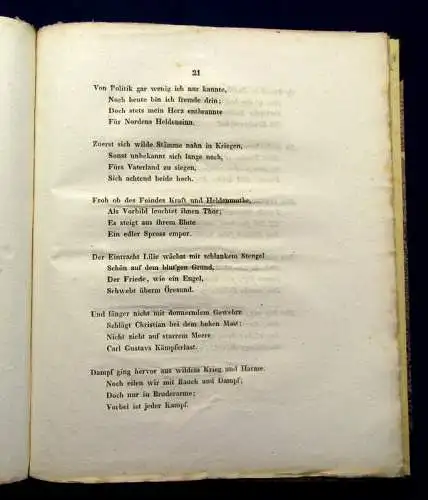 21
Von Politik gar wenig ich nur kannte,
Noch heute bin ich fremde drin;
Doch stets mein Herz entbrannte
Für Nordens Heldensinn.
Zuerst sich wilde Stämme nahn in Kriegen,
Sonst unbekannt sich lange noch,
Fürs Vaterland zu siegen,
Sich achtend beide hoch.
Froh ob des Feindes Kraft und Heldenmuthe,
Als Vorbild leuchtet ihnen Thor;
Es steigt aus ihrem Blute
Ein edler Spross empor.
Der Eintracht Lilie wächst mit schlankem Stengel
Schön auf dem blut'gen Grund,
Der Friede, wie ein Engel,
Schwebt überm Öresund.
Und länger nicht mit donnerndem Gewehre
Schlägt Christian bei dem hohen Mast;
Nicht zieht auf starrem Meere
Carl Gustavs Kämpferlast.
Dampf ging hervor aus wildem Krieg und Harme.
Noch eilen wir mit Rauch und Dampf;
Doch nur in Bruderarme;
Vorbei ist jeder Kampf.